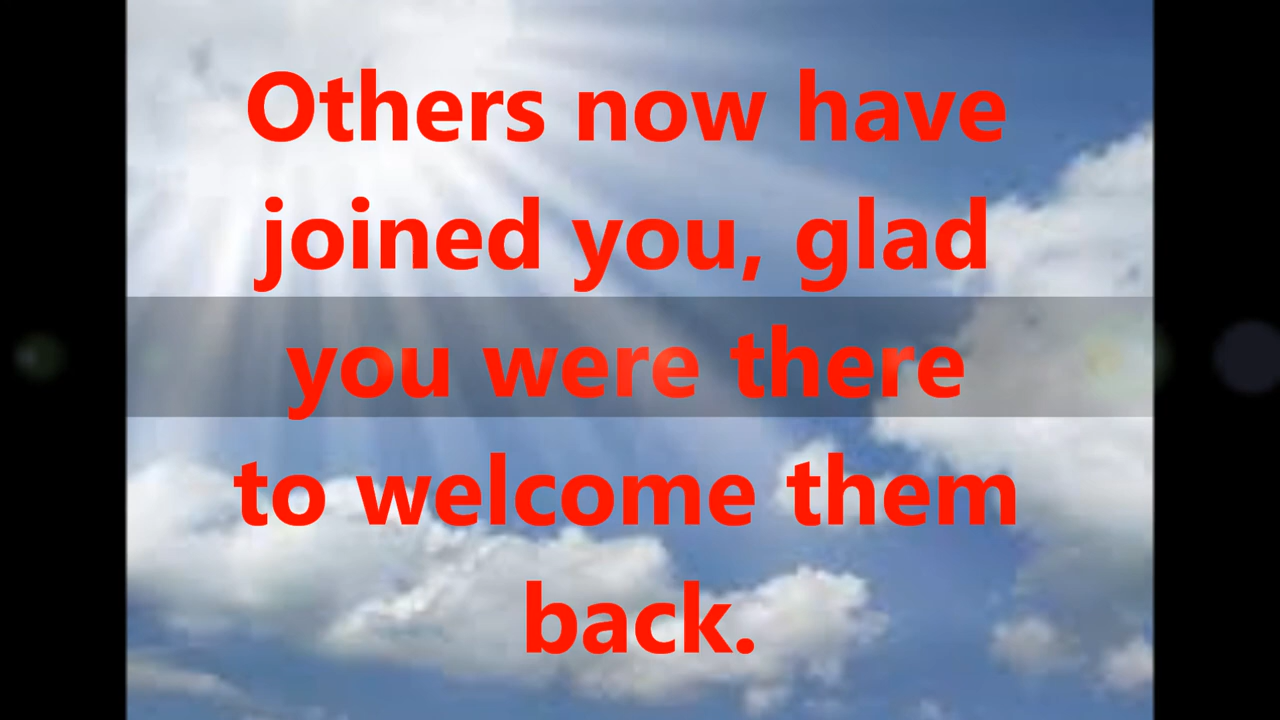 Others now have
joined you, glad
you were there
to welcome them
back.